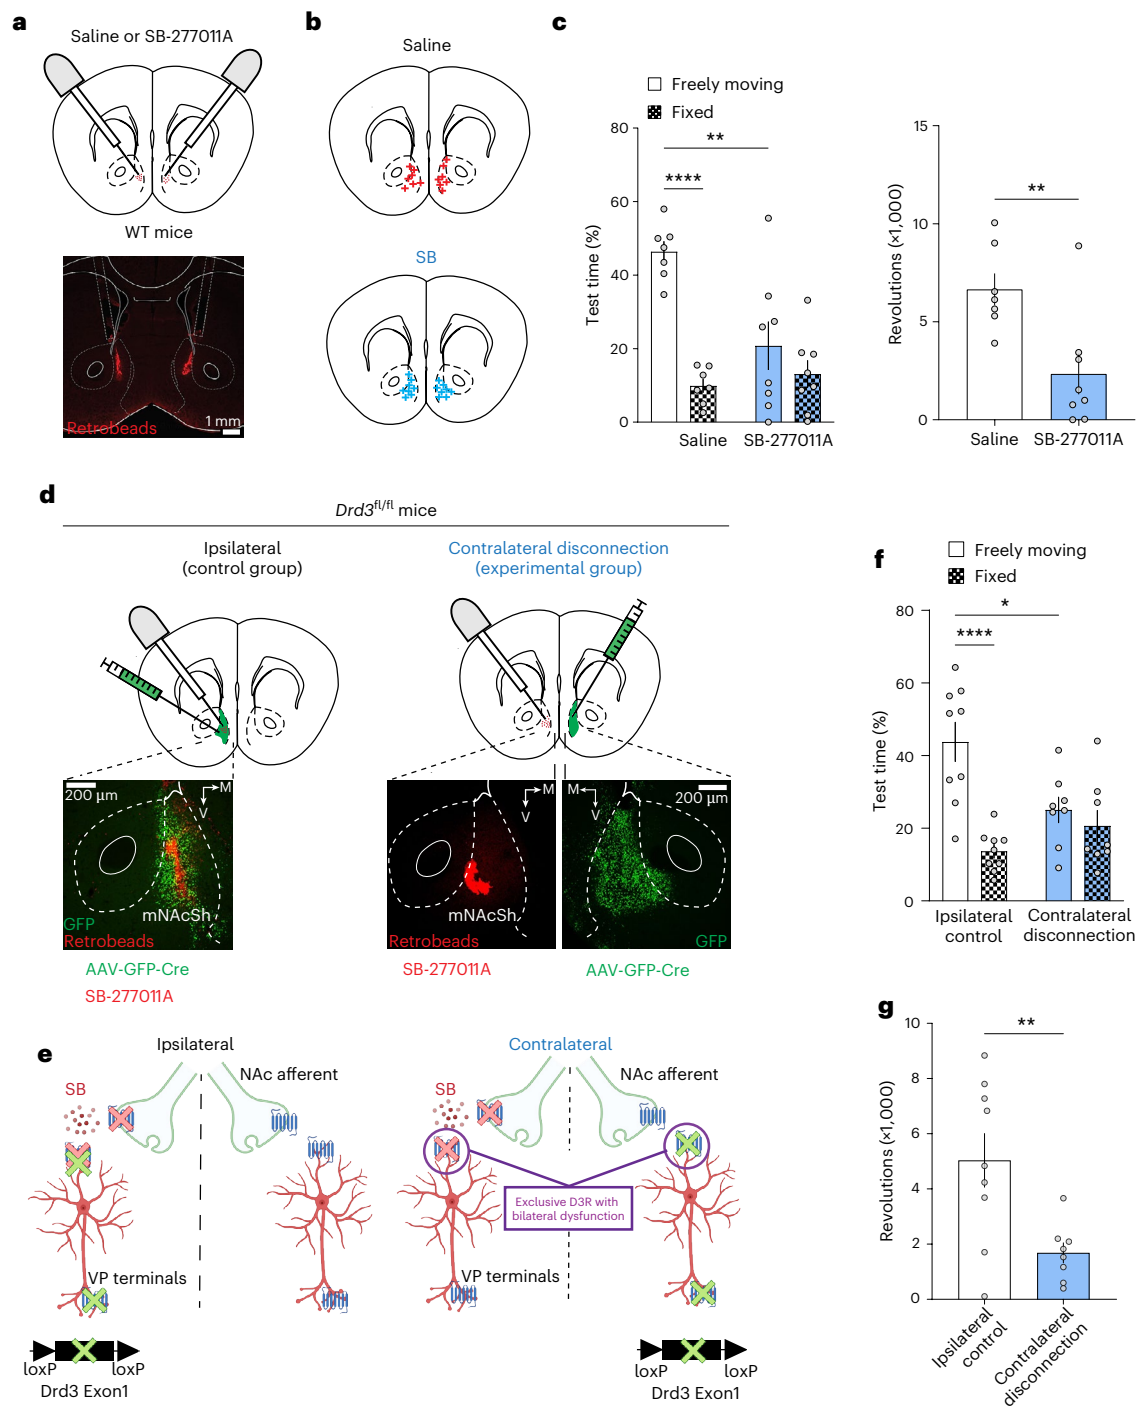 a
Saline or SB-277011A
WT mice
Retrobeads
1 mm
b
Saline
SB
c
Freely moving
Fixed
80
60
40
20
0
Test time (%)
**
****
Saline
SB-277011A
15
10
5
0
Revolutions (×1,000)
**
Saline
SB-277011A
d
Drd3fl/fl mice
Ipsilateral
(control group)
Contralateral disconnection
(experimental group)
200 µm
M
V
mNAcSh
GFP
Retrobeads
AAV-GFP-Cre
SB-277011A
M
V
mNAcSh
Retrobeads
SB-277011A
M
V
200 µm
GFP
AAV-GFP-Cre
e
Ipsilateral
SB
NAc afferent
VP terminals
loxP
loxP
Drd3 Exon1
Contralateral
SB
NAc afferent
Exclusive D3R with
bilateral dysfunction
VP terminals
loxP
loxP
Drd3 Exon1
f
Freely moving
Fixed
80
60
40
20
0
Test time (%)
*
****
Ipsilateral
control
Contralateral
disconnection
g
10
8
6
4
2
0
Revolutions (×1,000)
**
Ipsilateral
control
Contralateral
disconnection